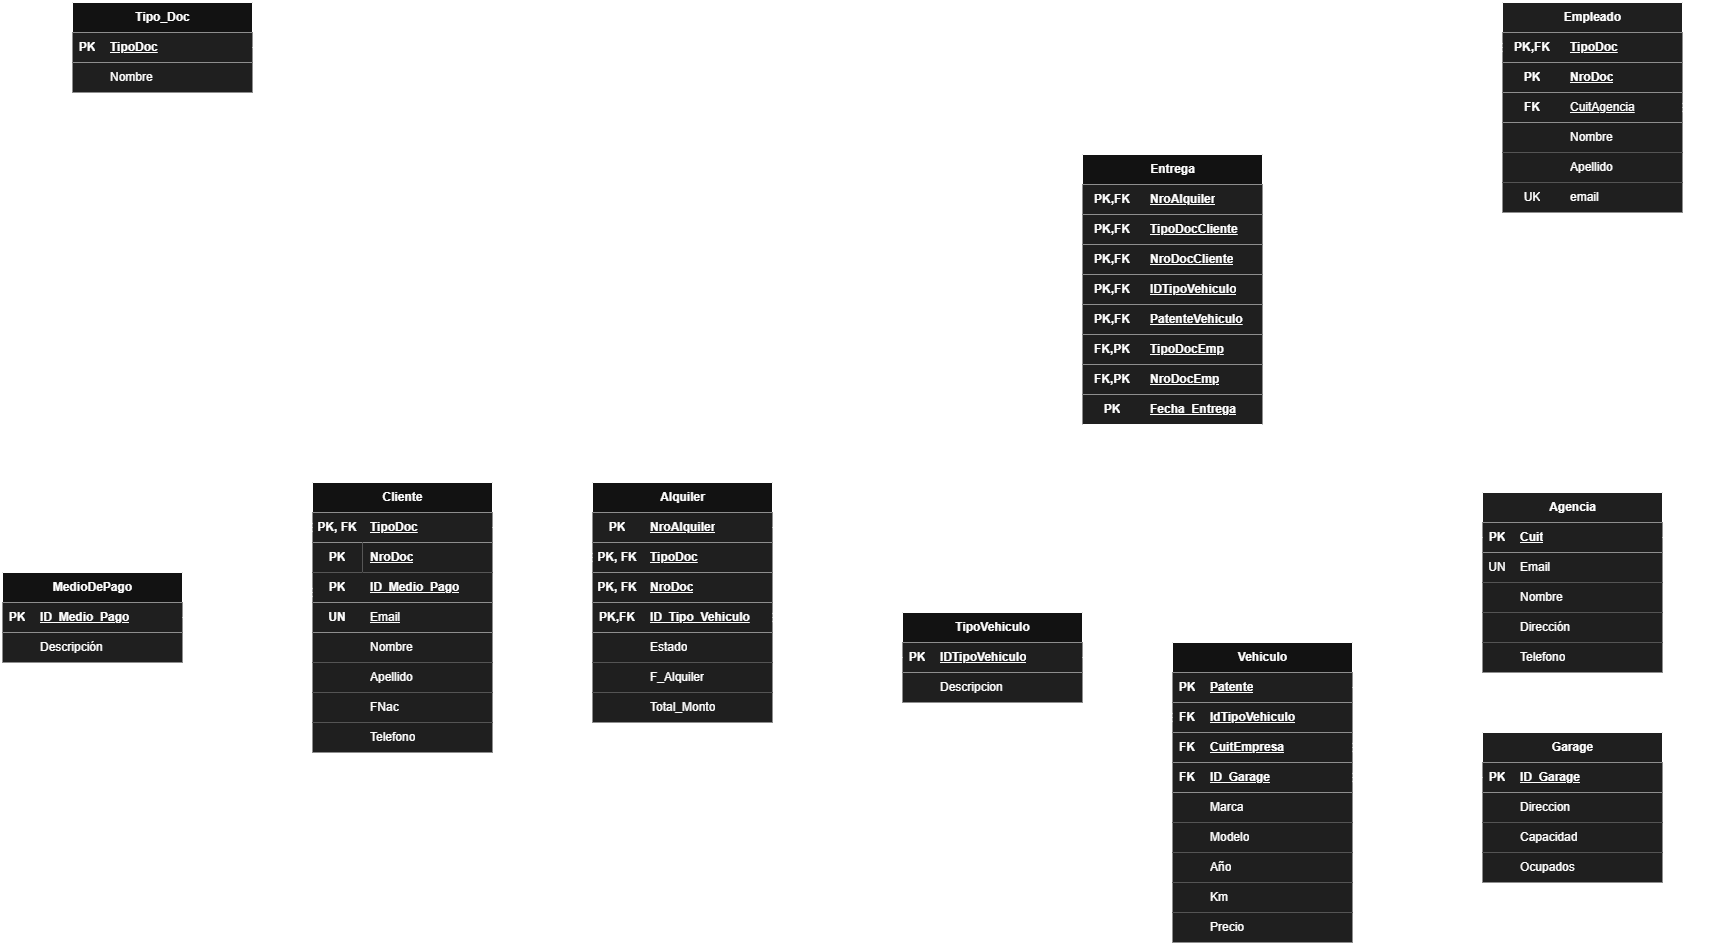 Tipo_Doc
PK TipoDoc
Nombre
Empleado
PK,FK TipoDoc
PK NroDoc
FK CuitAgencia
Nombre
Apellido
UK email
Entrega
PK,FK NroAlquiler
PK,FK TipoDocCliente
PK,FK NroDocCliente
PK,FK IDTipoVehiculo
PK,FK PatenteVehiculo
FK,PK TipoDocEmp
FK,PK NroDocEmp
PK Fecha_Entrega
MedioDePago
PK ID_Medio_Pago
Descripción
Cliente
PK, FK TipoDoc
PK NroDoc
PK ID_Medio_Pago
UN Email
Nombre
Apellido
FNac
Telefono
Alquiler
PK NroAlquiler
PK, FK TipoDoc
PK, FK NroDoc
PK,FK ID_Tipo_Vehiculo
Estado
F_Alquiler
Total_Monto
TipoVehiculo
PK IDTipoVehiculo
Descripcion
Vehiculo
PK Patente
FK IdTipoVehiculo
FK CuitEmpresa
FK ID_Garage
Marca
Modelo
Año
Km
Precio
Agencia
PK Cuit
UN Email
Nombre
Dirección
Telefono
Garage
PK ID_Garage
Direccion
Capacidad
Ocupados